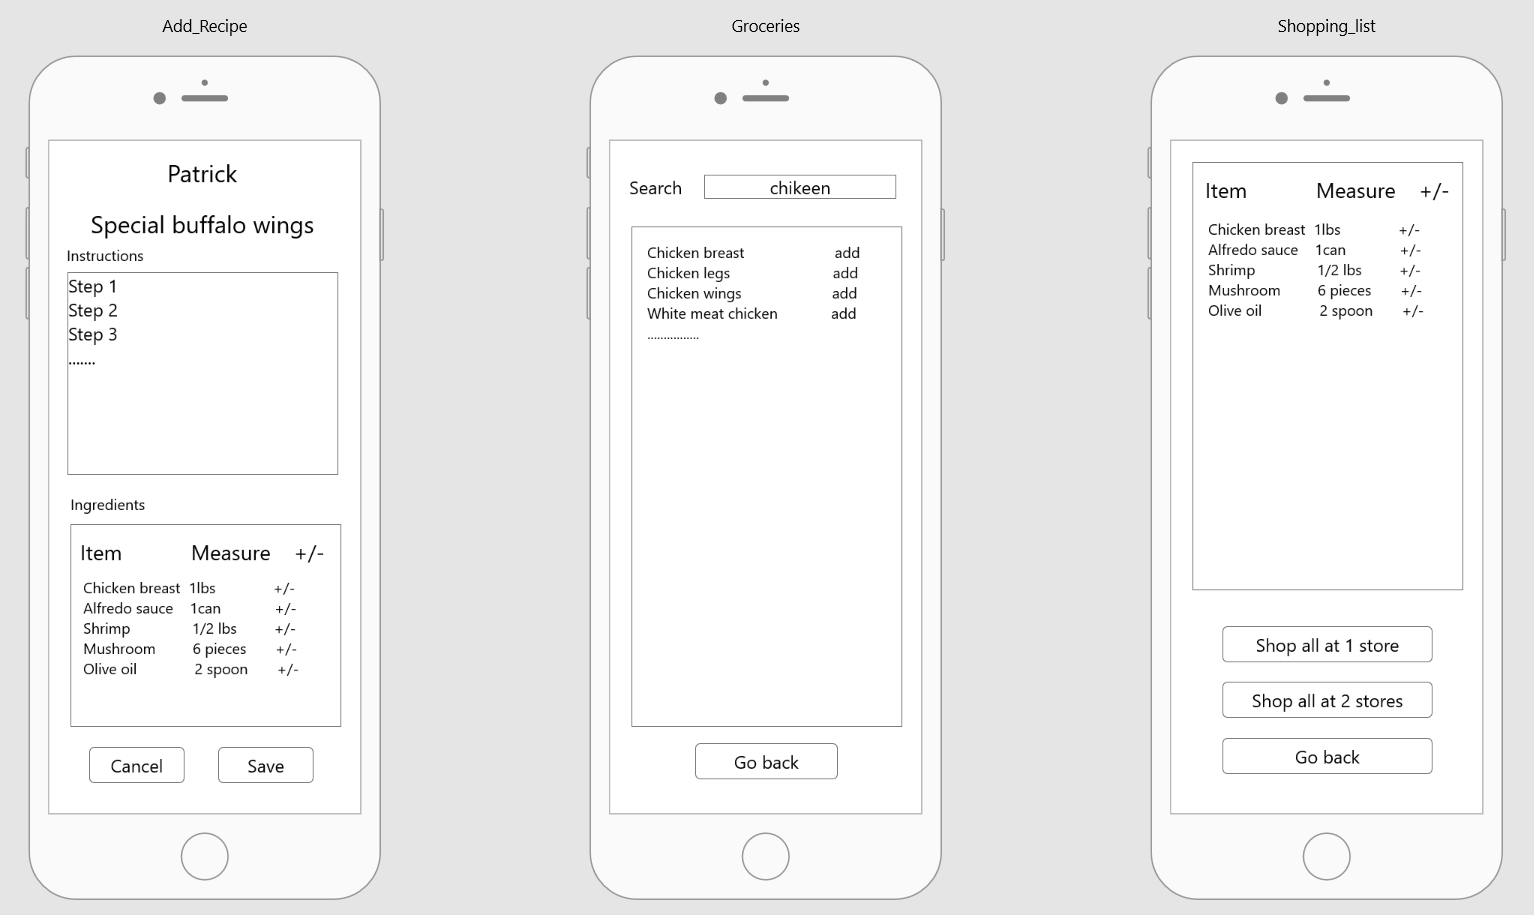 Add_Recipe
Patrick
Special buffalo wings
Instructions
Step 1
Step 2
Step 3
.......
Ingredients
Item Measure +/-
Chicken breast 1lbs +/-
Alfredo sauce 1can +/-
Shrimp 1/2 lbs +/-
Mushroom 6 pieces +/-
Olive oil 2 spoon +/-
Cancel Save
Groceries
Search chikeen
Chicken breast add
Chicken legs add
Chicken wings add
White meat chicken add
................
Go back
Shopping_list
Item Measure +/-
Chicken breast 1lbs +/-
Alfredo sauce 1can +/-
Shrimp 1/2 lbs +/-
Mushroom 6 pieces +/-
Olive oil 2 spoon +/-
Shop all at 1 store
Shop all at 2 stores
Go back